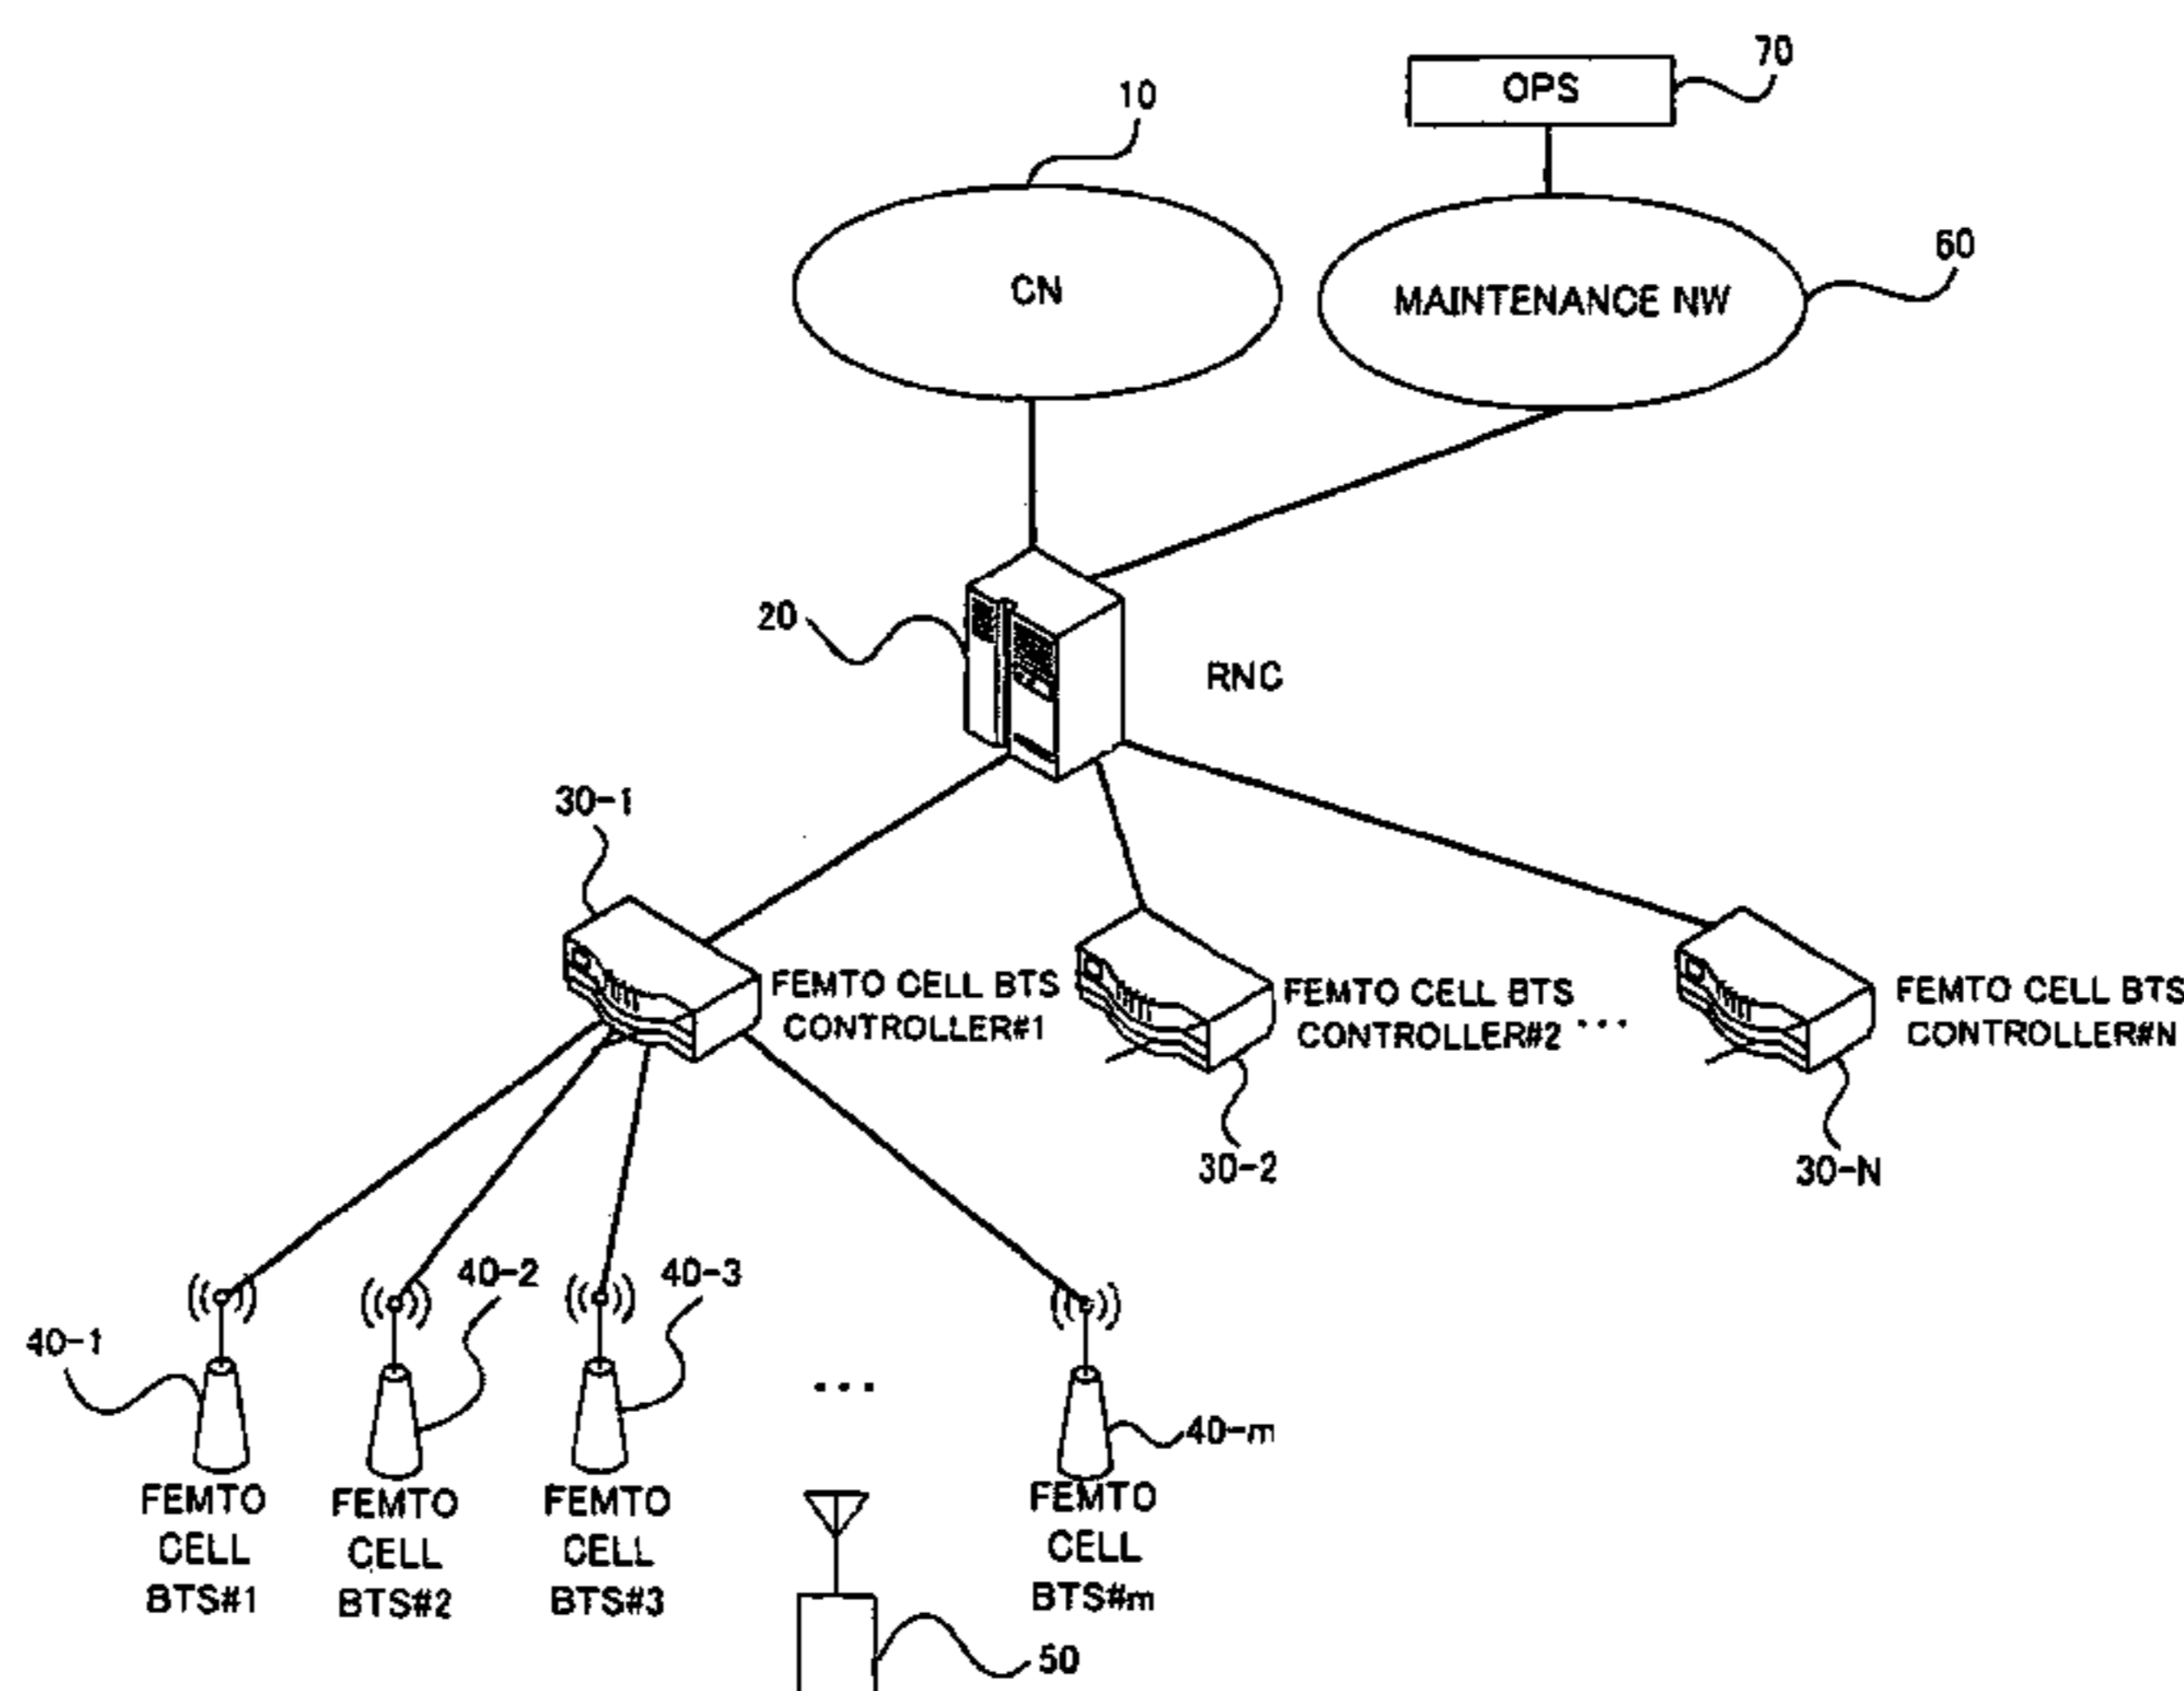 70
OPS
10
60
CN
MAINTENANCE NW
20
RNC
30-1
FEMTO CELL BTS
CONTROLLER#1
FEMTO CELL BTS
CONTROLLER#2
...
FEMTO CELL BTS
CONTROLLER#N
30-2
30-N
40-1
40-2
40-3
...
40-m
FEMTO
CELL
BTS#1
FEMTO
CELL
BTS#2
FEMTO
CELL
BTS#3
FEMTO
CELL
BTS#m
50